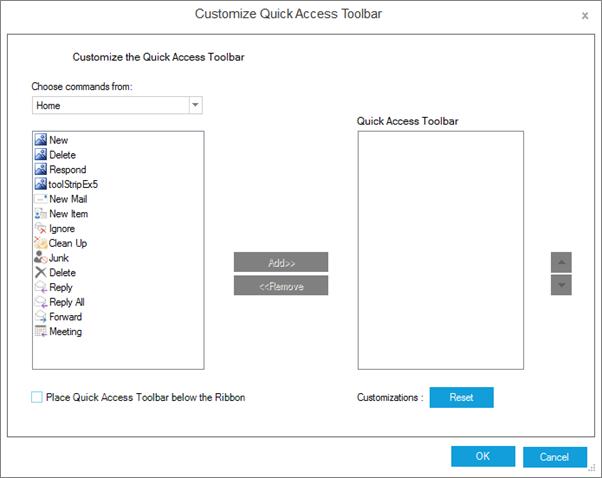 Customize Quick Access Toolbar
x
Customize the Quick Access Toolbar
Choose commands from:
Home
Quick Access Toolbar
New
Delete
Respond
toolStripEx5
New Mail
New Item
Ignore
Clean Up
Junk
Delete
Reply
Reply All
Forward
Meeting
Add>>
<<Remove
Place Quick Access Toolbar below the Ribbon
Customizations :
Reset
OK
Cancel